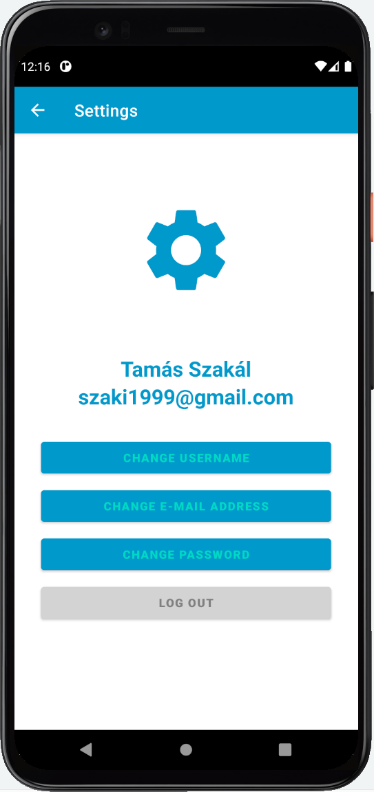 12:16
Settings
Tamás Szakál
szaki1999@gmail.com
CHANGE USERNAME
CHANGE E-MAIL ADDRESS
CHANGE PASSWORD
LOG OUT